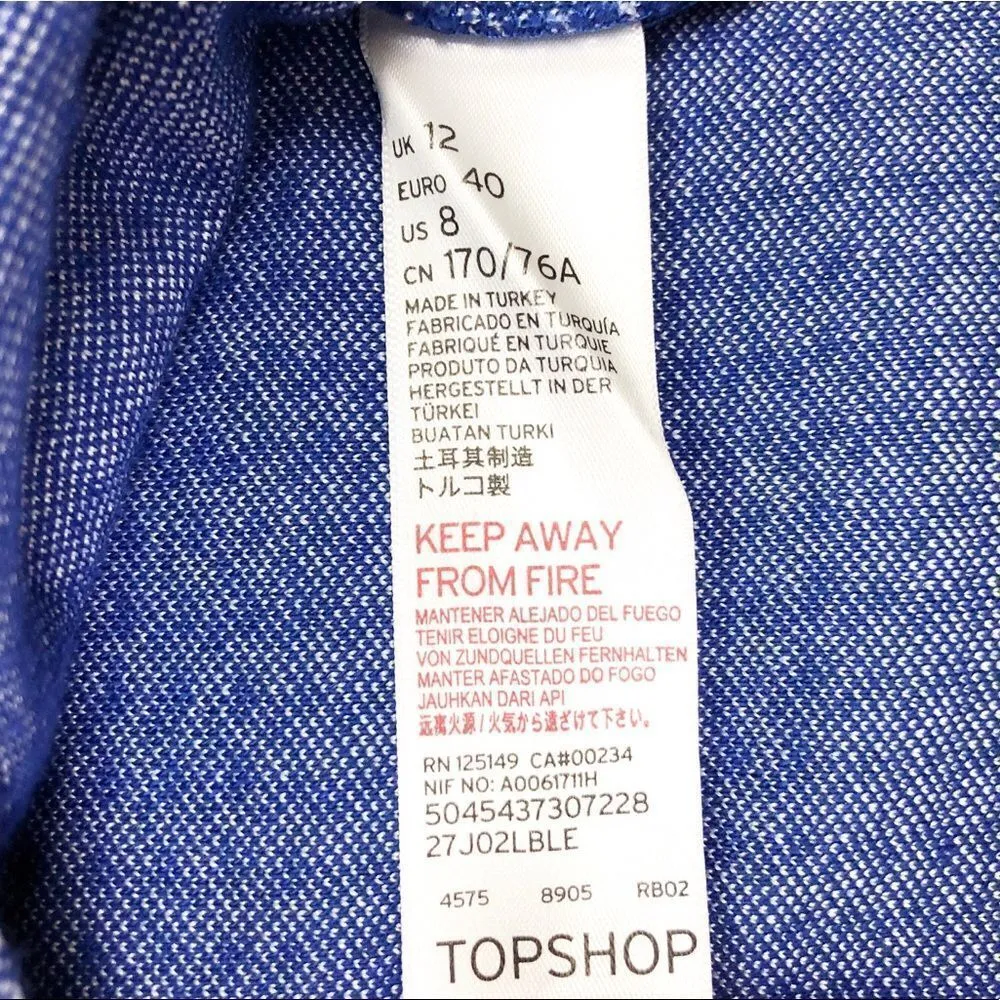 UK 12
EURO 40
US 8
CN 170/76A
MADE IN TURKEY
FABRICADO EN TURQUÍA
FABRIQUÉ EN TURQUIE
PRODUTO DA TURQUIA
HERGESTELLT IN DER
TÜRKEI
BUATAN TURKI
土耳其制造
トルコ製
KEEP AWAY
FROM FIRE
MANTENER ALEJADO DEL FUEGO
TENIR ELOIGNE DU FEU
VON ZUNDQUELLEN FERNHALTEN
MANTER AFASTADO DO FOGO
JAUHKAN DARI API
远离火源/火気から遠ざけて下さい。
RN 125149 CA#00234
NIF NO: A0061711H
5045437307228
27J02LBLE
4575 8905 RB02
TOPSHOP